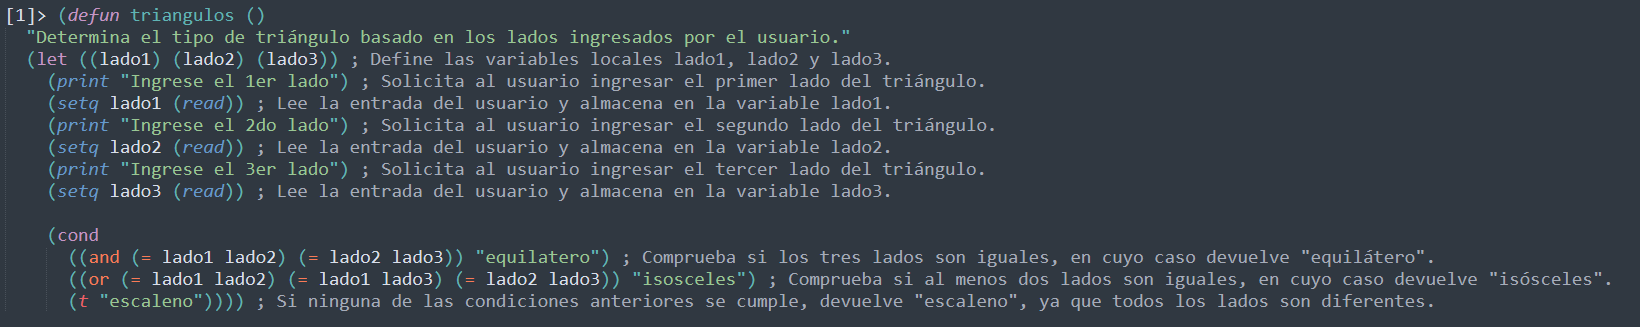 [1]> (defun triangulos ()
"Determina el tipo de triángulo basado en los lados ingresados por el usuario."
(let ((lado1) (lado2) (lado3)) ; Define las variables locales lado1, lado2 y lado3.
(print "Ingrese el 1er lado") ; Solicita al usuario ingresar el primer lado del triángulo.
(setq lado1 (read)) ; Lee la entrada del usuario y almacena en la variable lado1.
(print "Ingrese el 2do lado") ; Solicita al usuario ingresar el segundo lado del triángulo.
(setq lado2 (read)) ; Lee la entrada del usuario y almacena en la variable lado2.
(print "Ingrese el 3er lado") ; Solicita al usuario ingresar el tercer lado del triángulo.
(setq lado3 (read)) ; Lee la entrada del usuario y almacena en la variable lado3.
(cond
((and (= lado1 lado2) (= lado2 lado3)) "equilatero") ; Comprueba si los tres lados son iguales, en cuyo caso devuelve "equilátero".
((or (= lado1 lado2) (= lado1 lado3) (= lado2 lado3)) "isosceles") ; Comprueba si al menos dos lados son iguales, en cuyo caso devuelve "isósceles".
(t "escaleno")))) ; Si ninguna de las condiciones anteriores se cumple, devuelve "escaleno", ya que todos los lados son diferentes.